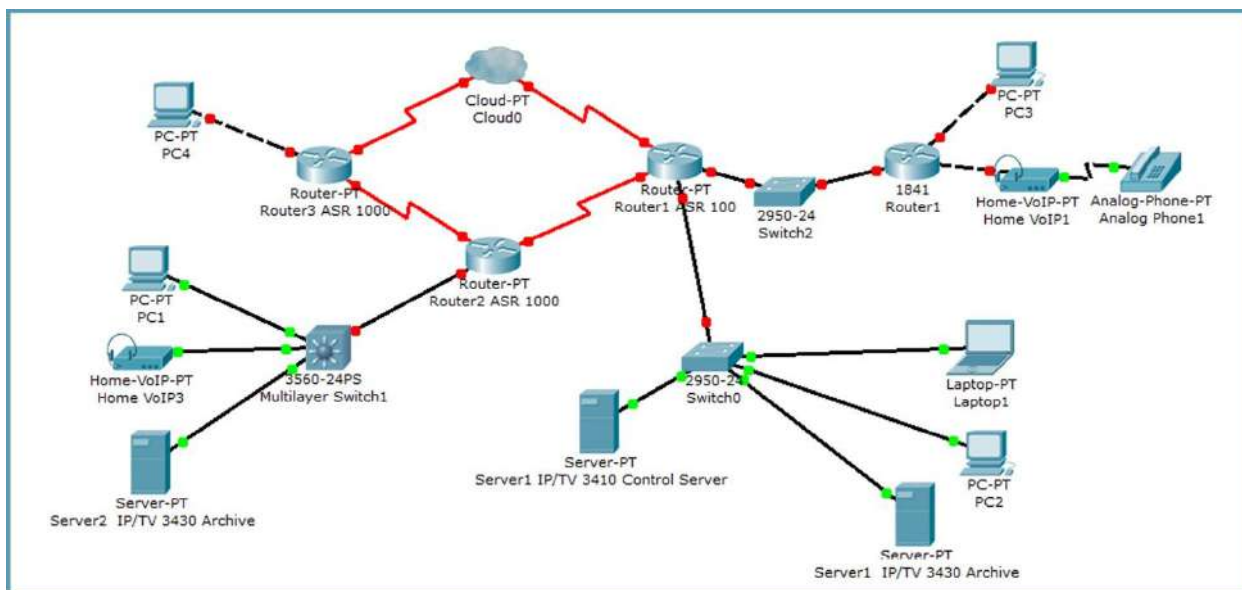 Cloud-PT
Cloud0
PC-PT
PC3
PC-PT
PC4
Router-PT
Router3 ASR 1000
Router-PT
Router1 ASR 100
2950-24
Switch2
1841
Router1
Home-VoIP-PT
Home VoIP1
Analog-Phone-PT
Analog Phone1
Router-PT
Router2 ASR 1000
PC-PT
PC1
Home-VoIP-PT
Home VoIP3
3560-24PS
Multilayer Switch1
2950-24
Switch0
Laptop-PT
Laptop1
Server-PT
Server1 IP/TV 3410 Control Server
PC-PT
PC2
Server-PT
Server2 IP/TV 3430 Archive
Server-PT
Server1 IP/TV 3430 Archive